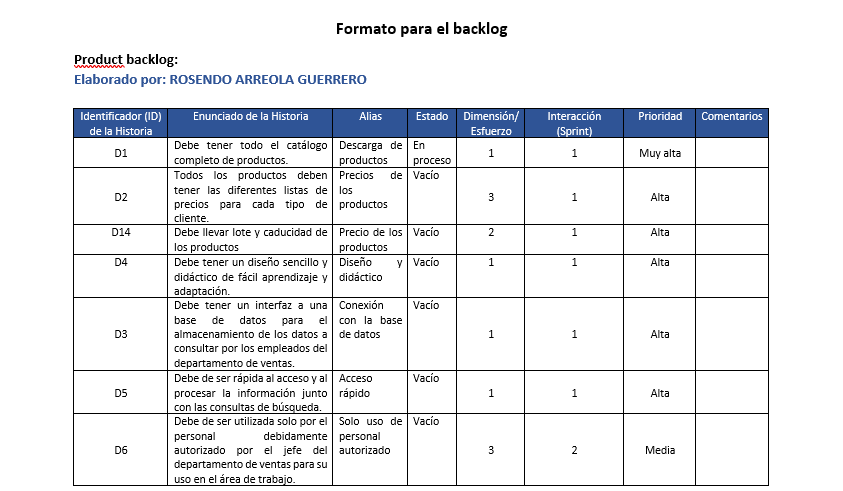 Formato para el backlog
Product backlog:
Elaborado por: ROSENDO ARREOLA GUERRERO
Identificador (ID) de la Historia | Enunciado de la Historia | Alias | Estado | Dimensión/ Esfuerzo | Interacción (Sprint) | Prioridad | Comentarios
D1 | Debe tener todo el catálogo completo de productos. | Descarga de productos | En proceso | 1 | 1 | Muy alta
D2 | Todos los productos deben tener las diferentes listas de precios para cada tipo de cliente. | Precios de los productos | Vacío | 3 | 1 | Alta
D14 | Debe llevar lote y caducidad de los productos | Precio de los productos | Vacío | 2 | 1 | Alta
D4 | Debe tener un diseño sencillo y didáctico de fácil aprendizaje y adaptación. | Diseño y didáctico | Vacío | 1 | 1 | Alta
D3 | Debe tener un interfaz a una base de datos para el almacenamiento de los datos a consultar por los empleados del departamento de ventas. | Conexión con la base de datos | Vacío | 1 | 1 | Alta
D5 | Debe de ser rápida al acceso y al procesar la información junto con las consultas de búsqueda. | Acceso rápido | Vacío | 1 | 1 | Alta
D6 | Debe de ser utilizada solo por el personal debidamente autorizado por el jefe del departamento de ventas para su uso en el área de trabajo. | Solo uso de personal autorizado | Vacío | 3 | 2 | Media